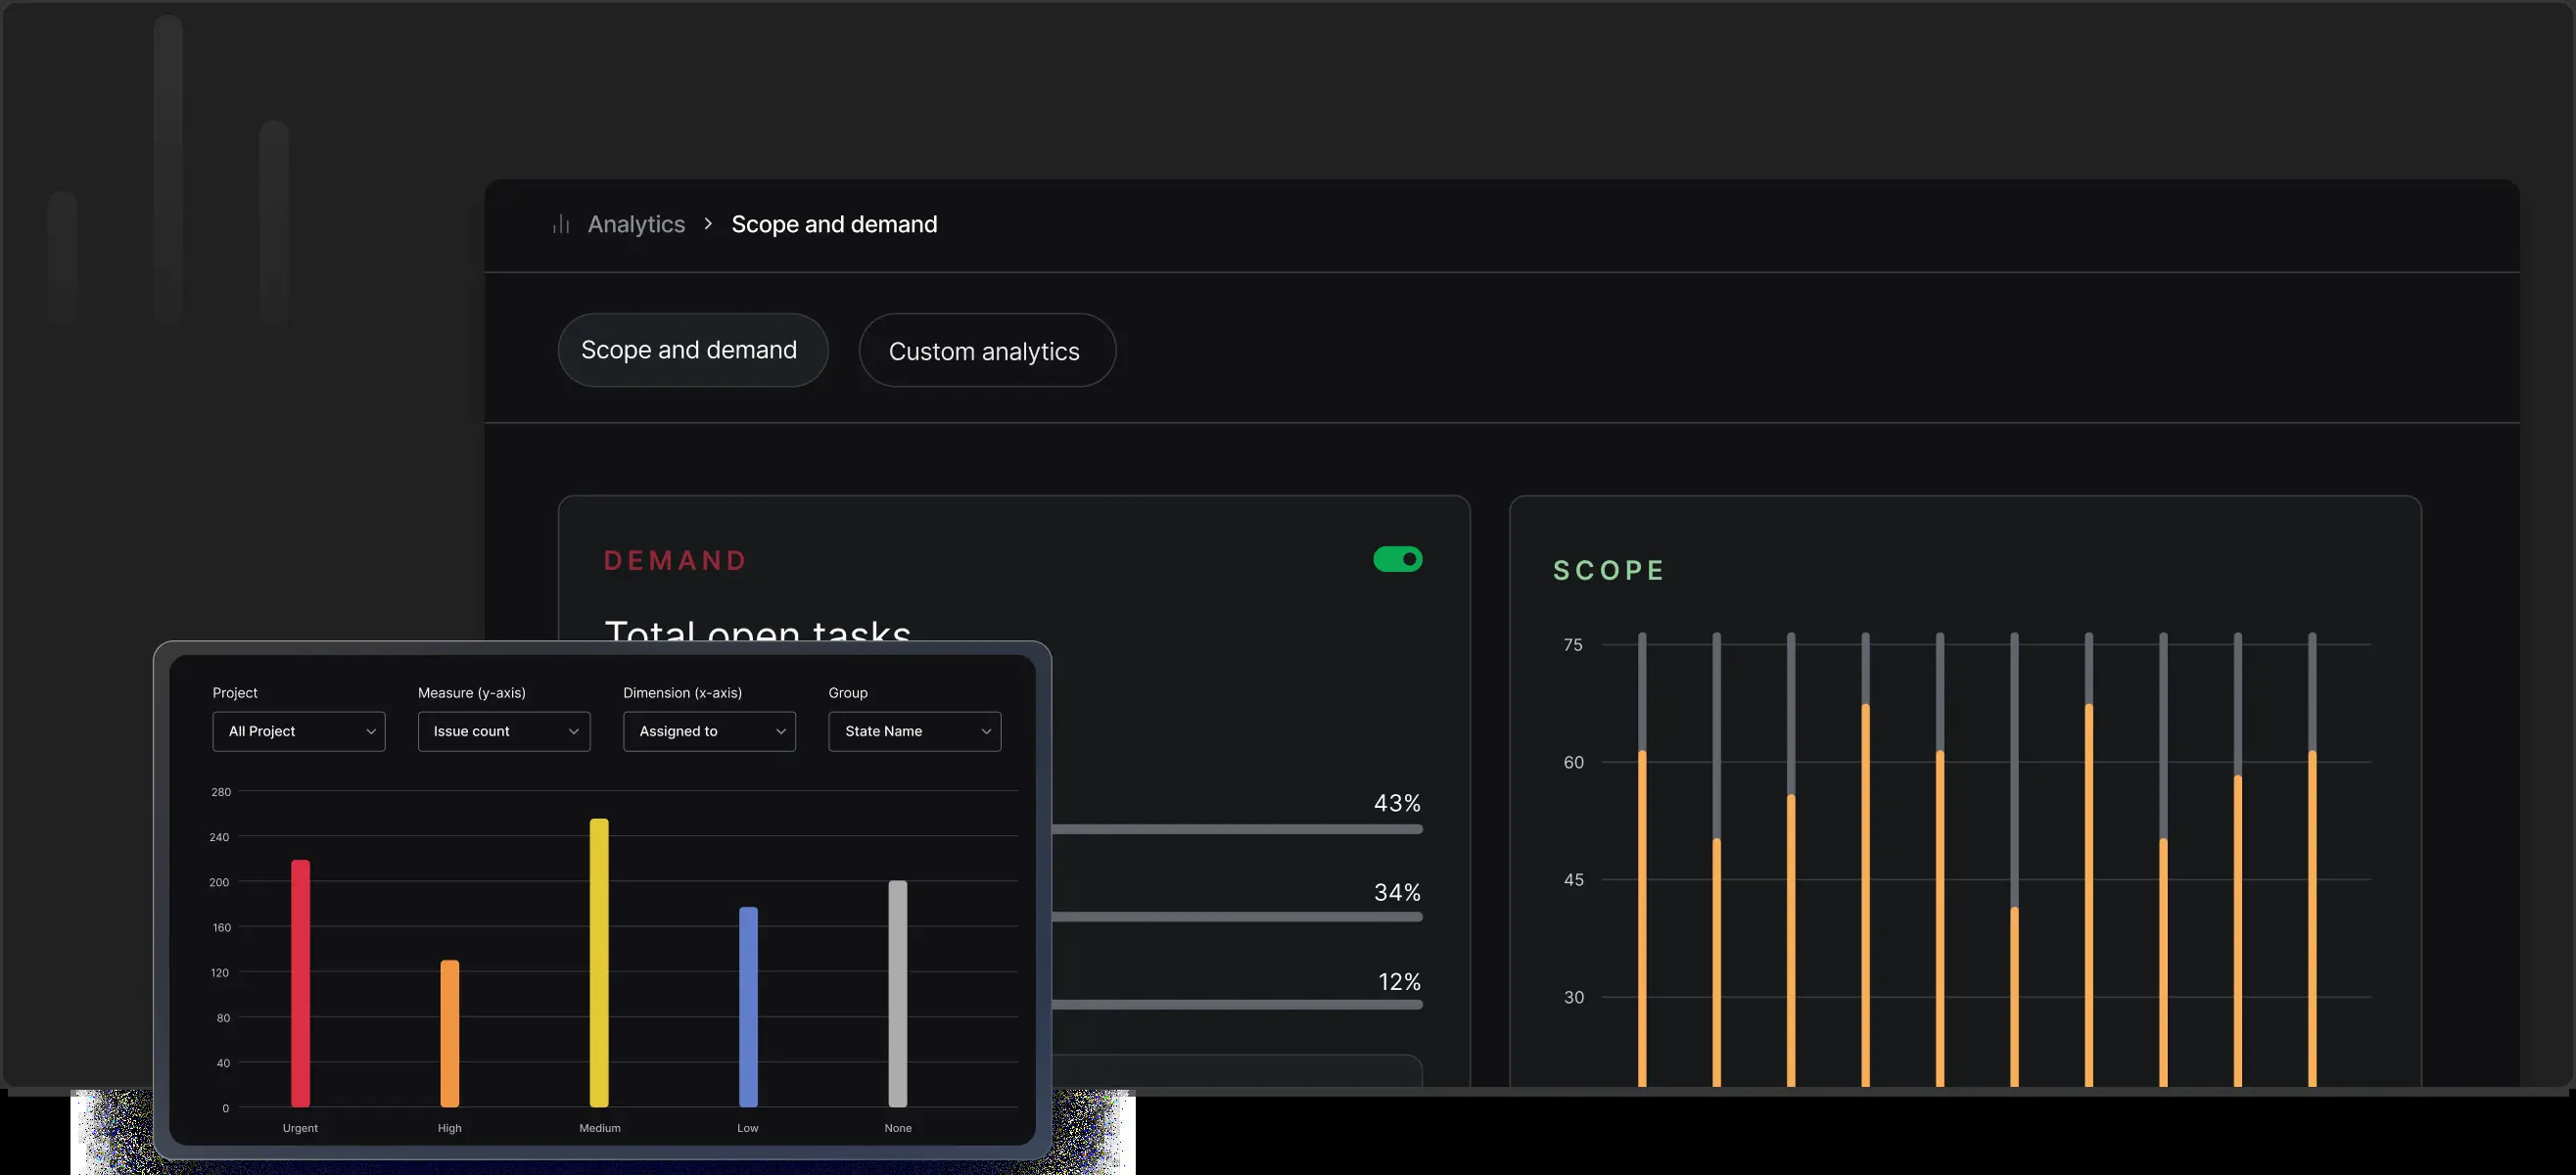 Analytics > Scope and demand
Scope and demand
Custom analytics
DEMAND
Total open tasks
43%
34%
12%
SCOPE
75
60
45
30
Project
Measure (y-axis)
Dimension (x-axis)
Group
All Project
Issue count
Assigned to
State Name
280
240
200
160
120
80
40
0
Urgent
High
Medium
Low
None